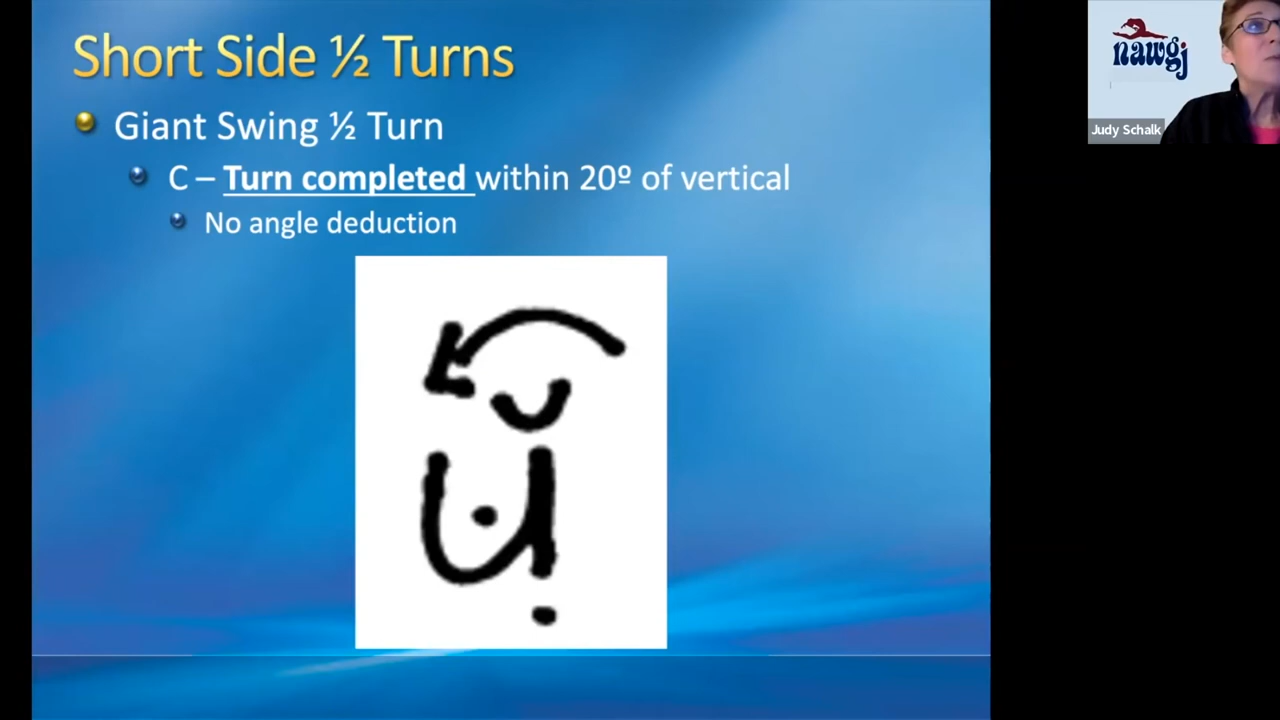 Short Side ½ Turns
Giant Swing ½ Turn
C – Turn completed within 20º of vertical
No angle deduction
nawgj
Judy Schalk